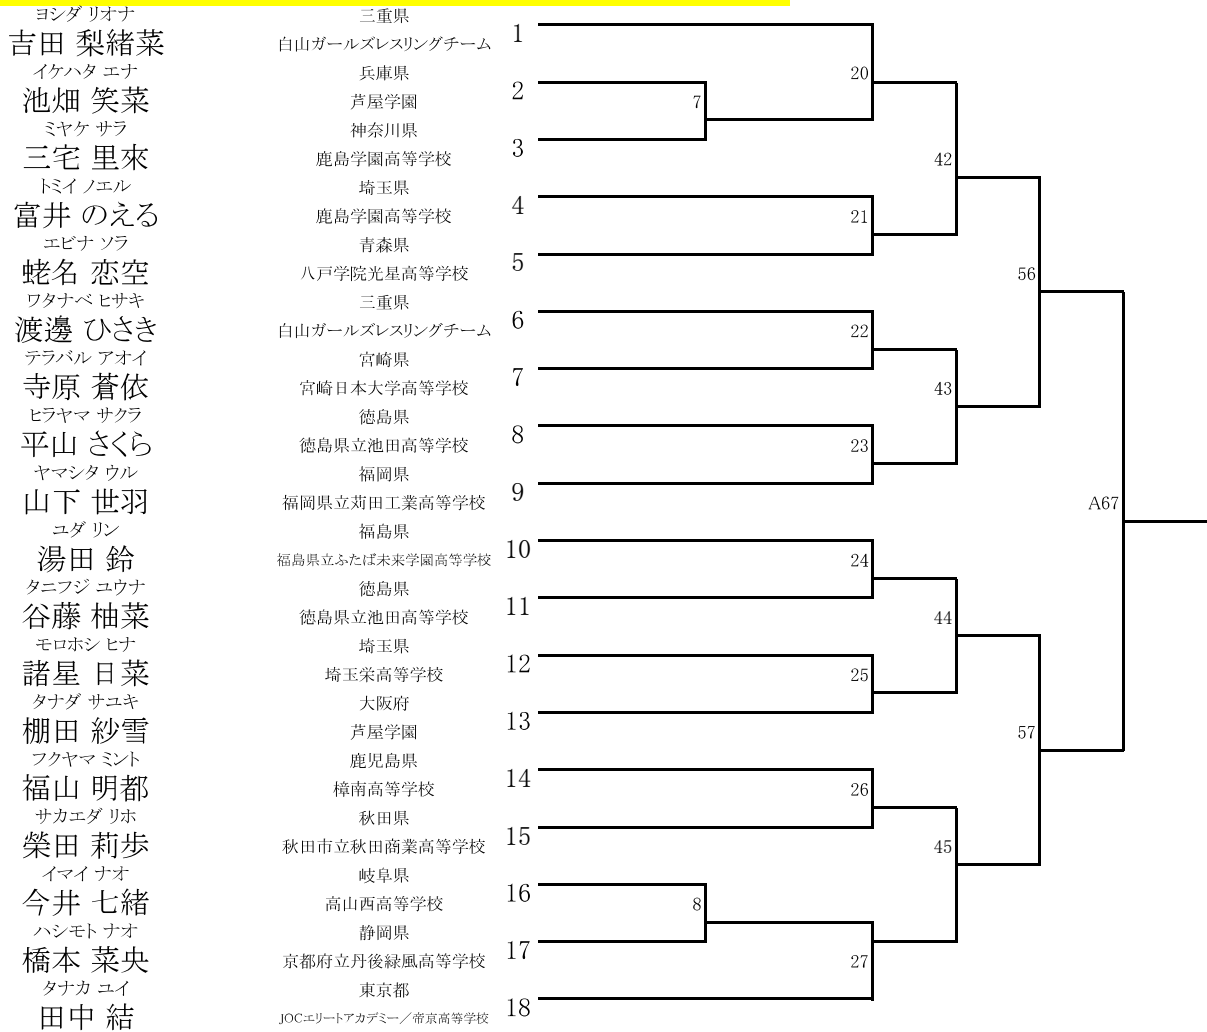 ヨシダ リオナ 三重県
吉田 梨緒菜 白山ガールズレスリングチーム 1
イケハタ エナ 兵庫県 20
池畑 笑菜 芦屋学園 2 7
ミヤケ サラ 神奈川県
三宅 里來 鹿島学園高等学校 3 42
トミイ ノエル 埼玉県
富井 のえる 鹿島学園高等学校 4 21
エビナ ソラ 青森県
蛯名 恋空 八戸学院光星高等学校 5 56
ワタナベ ヒサキ 三重県
渡邊 ひさき 白山ガールズレスリングチーム 6 22
テラバル アオイ 宮崎県
寺原 蒼依 宮崎日本大学高等学校 7 43
ヒラヤマ サクラ 徳島県
平山 さくら 徳島県立池田高等学校 8 23
ヤマシタ ウル 福岡県
山下 世羽 福岡県立苅田工業高等学校 9 A67
ユダ リン 福島県
湯田 鈴 福島県立ふたば未来学園高等学校 10 24
タニフジ ユウナ 徳島県
谷藤 柚菜 徳島県立池田高等学校 11 44
モロホシ ヒナ 埼玉県
諸星 日菜 埼玉栄高等学校 12 25
タナダ サユキ 大阪府
棚田 紗雪 芦屋学園 13 57
フクヤマ ミント 鹿児島県
福山 明都 樟南高等学校 14 26
サカエダ リホ 秋田県
榮田 莉歩 秋田市立秋田商業高等学校 15 45
イマイ ナオ 岐阜県
今井 七緒 高山西高等学校 16 8
ハシモト ナオ 静岡県
橋本 菜央 京都府立丹後緑風高等学校 17 27
タナカ ユイ 東京都
田中 結 JOCエリートアカデミー／帝京高等学校 18